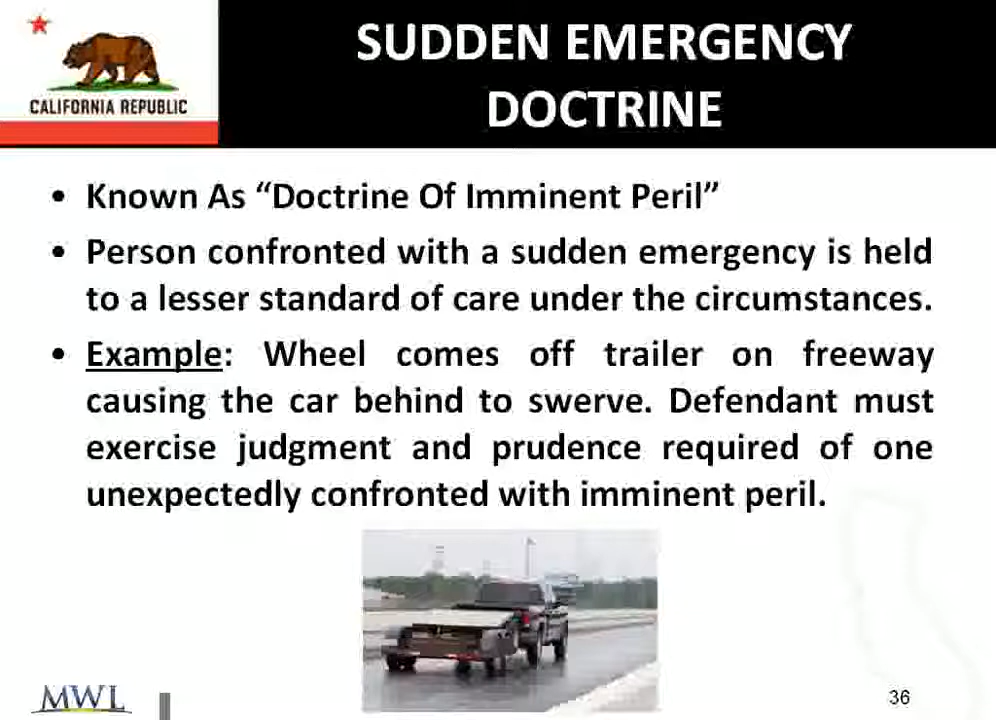 CALIFORNIA REPUBLIC
SUDDEN EMERGENCY
DOCTRINE
• Known As “Doctrine Of Imminent Peril”
• Person confronted with a sudden emergency is held
to a lesser standard of care under the circumstances.
• Example: Wheel comes off trailer on freeway
causing the car behind to swerve. Defendant must
exercise judgment and prudence required of one
unexpectedly confronted with imminent peril.
MWL
36